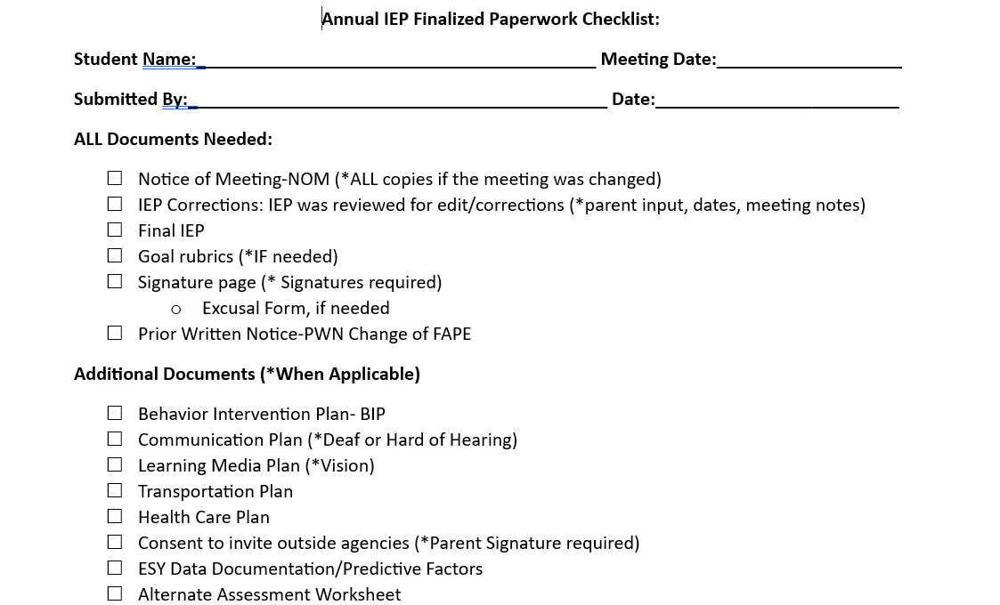 Annual IEP Finalized Paperwork Checklist:
Student Name:_ Meeting Date:
Submitted By:_ Date:
ALL Documents Needed:
☐ Notice of Meeting-NOM (*ALL copies if the meeting was changed)
☐ IEP Corrections: IEP was reviewed for edit/corrections (*parent input, dates, meeting notes)
☐ Final IEP
☐ Goal rubrics (*IF needed)
☐ Signature page (* Signatures required)
o Excusal Form, if needed
☐ Prior Written Notice-PWN Change of FAPE
Additional Documents (*When Applicable)
☐ Behavior Intervention Plan- BIP
☐ Communication Plan (*Deaf or Hard of Hearing)
☐ Learning Media Plan (*Vision)
☐ Transportation Plan
☐ Health Care Plan
☐ Consent to invite outside agencies (*Parent Signature required)
☐ ESY Data Documentation/Predictive Factors
☐ Alternate Assessment Worksheet